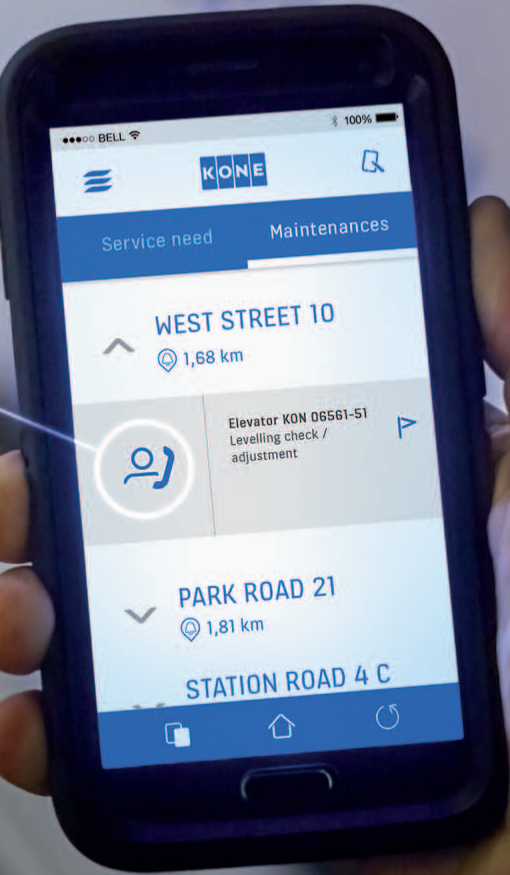 BELL
100%
KONE
Service need
Maintenances
WEST STREET 10
1,68 km
Elevator KON 06561-51
Levelling check /
adjustment
PARK ROAD 21
1,81 km
STATION ROAD 4 C